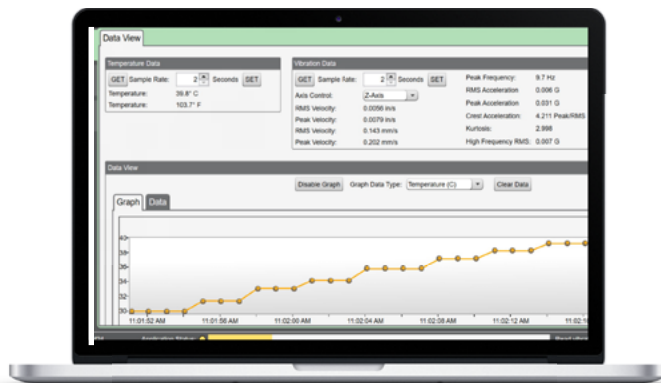 Data View
Temperature Data
GET Sample Rate: 2 Seconds SET
Temperature: 39.8° C
Temperature: 103.7° F
Vibration Data
GET Sample Rate: 2 Seconds SET
Axis Control: Z-Axis
RMS Velocity: 0.0056 in/s
Peak Velocity: 0.0079 in/s
RMS Velocity: 0.143 mm/s
Peak Velocity: 0.202 mm/s
Peak Frequency: 9.7 Hz
RMS Acceleration 0.006 G
Peak Acceleration 0.031 G
Crest Acceleration: 4.211 Peak/RMS
Kurtosis: 2.998
High Frequency RMS: 0.007 G
Data View
Disable Graph Graph Data Type: Temperature (C) Clear Data
Graph Data
40
38
36
34
32
30
11:01:52 AM 11:01:56 AM 11:02:00 AM 11:02:04 AM 11:02:08 AM 11:02:12 AM
Application Status: